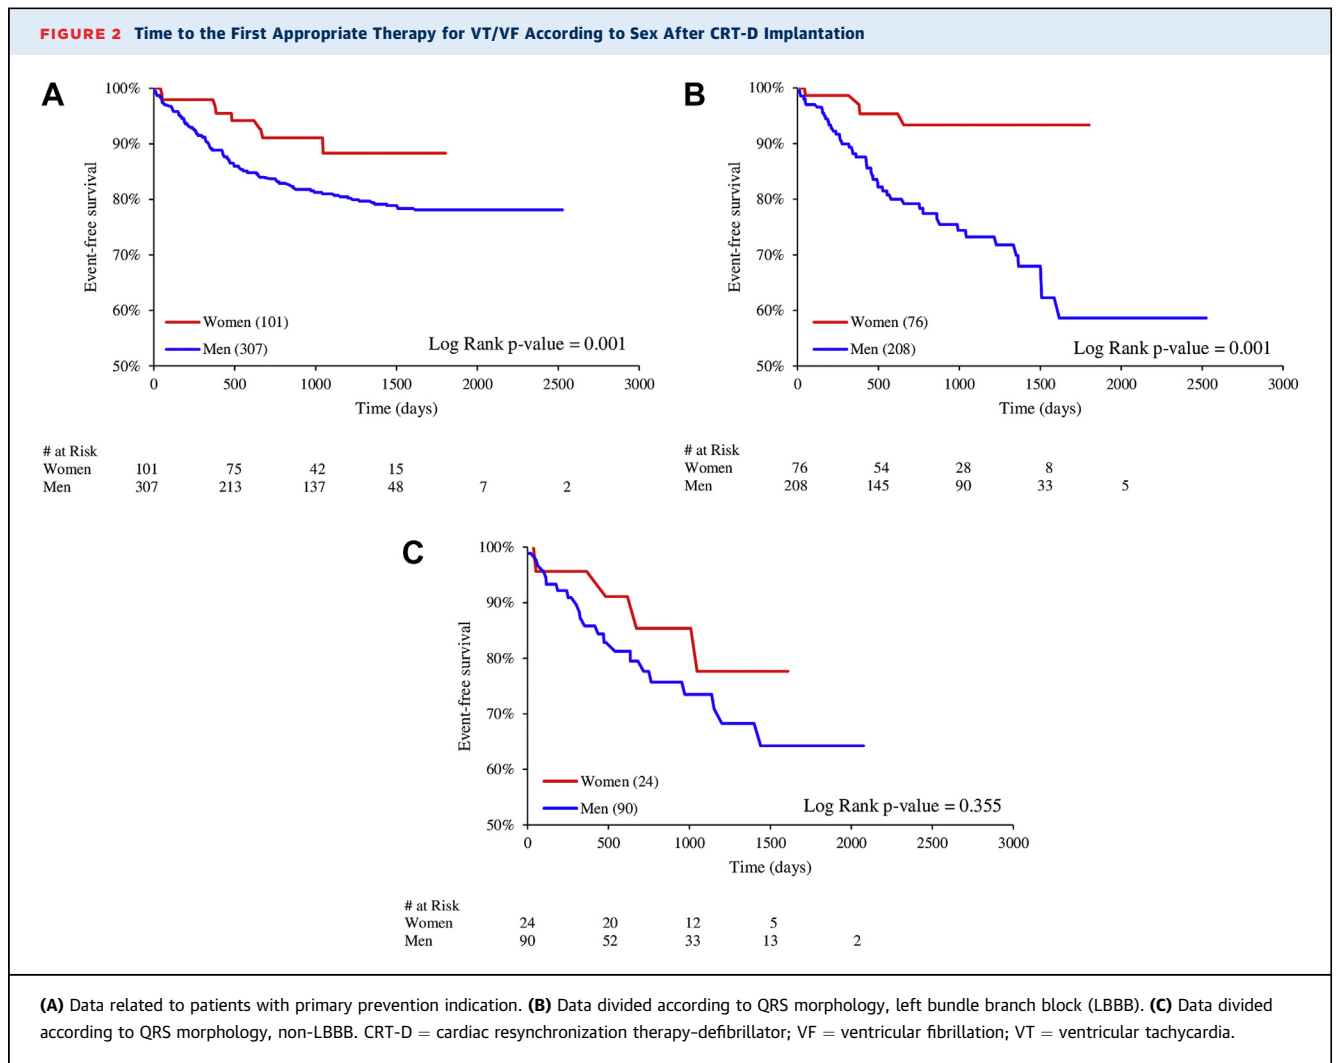 FIGURE 2 Time to the First Appropriate Therapy for VT/VF According to Sex After CRT-D Implantation
A
100%
90%
80%
70%
60%
50%
Event-free survival
Women (101)
Men (307)
Log Rank p-value = 0.001
0 500 1000 1500 2000 2500 3000
Time (days)
# at Risk
Women 101 75 42 15
Men 307 213 137 48 7 2
B
100%
90%
80%
70%
60%
50%
Event-free survival
Women (76)
Men (208)
Log Rank p-value = 0.001
0 500 1000 1500 2000 2500 3000
Time (days)
# at Risk
Women 76 54 28 8
Men 208 145 90 33 5
C
100%
90%
80%
70%
60%
50%
Event-free survival
Women (24)
Men (90)
Log Rank p-value = 0.355
0 500 1000 1500 2000 2500 3000
Time (days)
# at Risk
Women 24 20 12 5
Men 90 52 33 13 2
(A) Data related to patients with primary prevention indication. (B) Data divided according to QRS morphology, left bundle branch block (LBBB). (C) Data divided
according to QRS morphology, non-LBBB. CRT-D = cardiac resynchronization therapy-defibrillator; VF = ventricular fibrillation; VT = ventricular tachycardia.